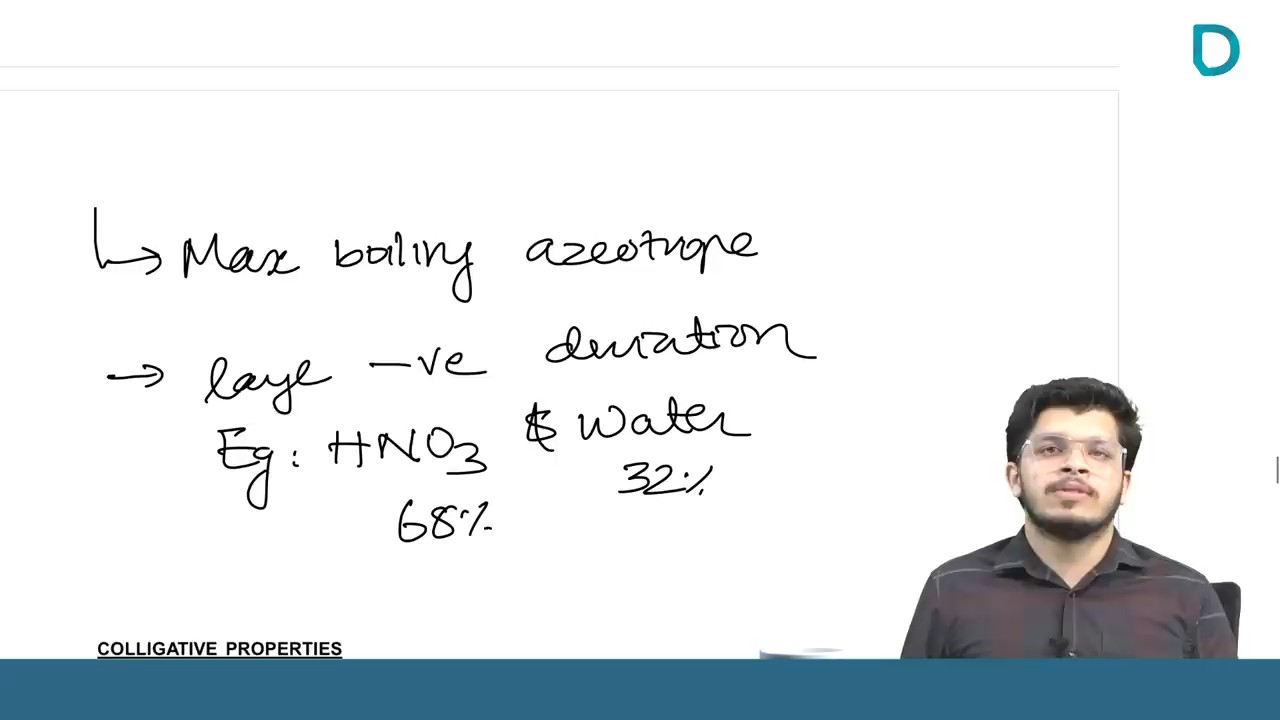 ↳ Max boiling azeotrope
→ large -ve deviation
Eg: HNO3 & Water
68% 32%
COLLIGATIVE PROPERTIES